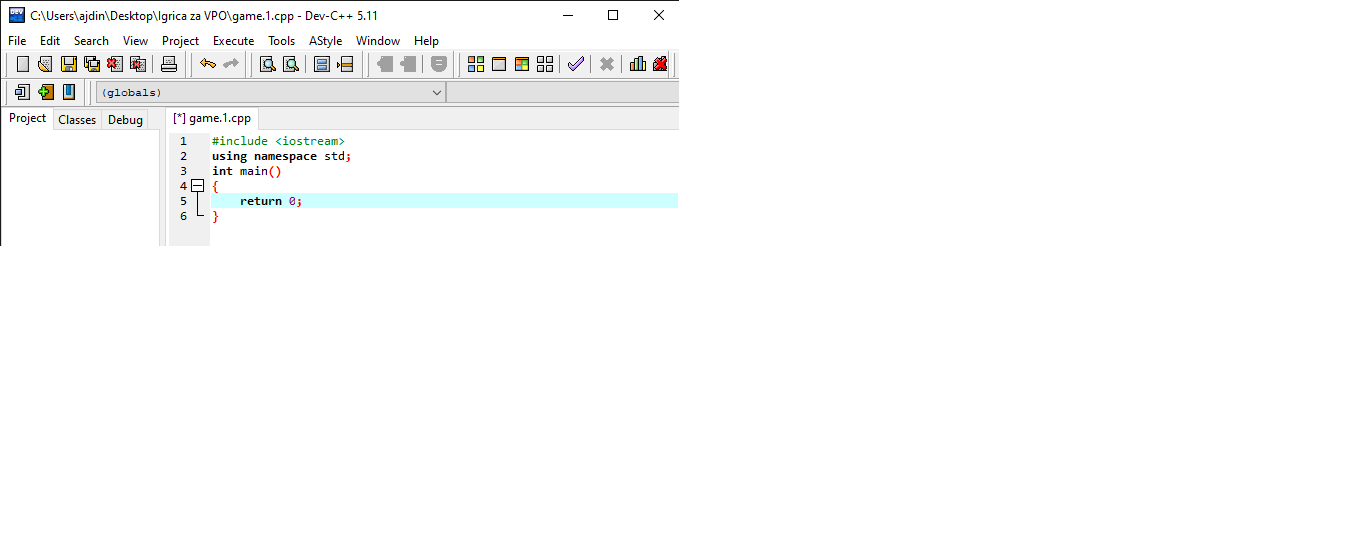 C:\Users\ajdin\Desktop\Igrica za VPO\game.1.cpp - Dev-C++ 5.11
File Edit Search View Project Execute Tools AStyle Window Help
(globals)
Project Classes Debug [*] game.1.cpp
1 #include <iostream>
2 using namespace std;
3 int main()
4 {
5 return 0;
6 }